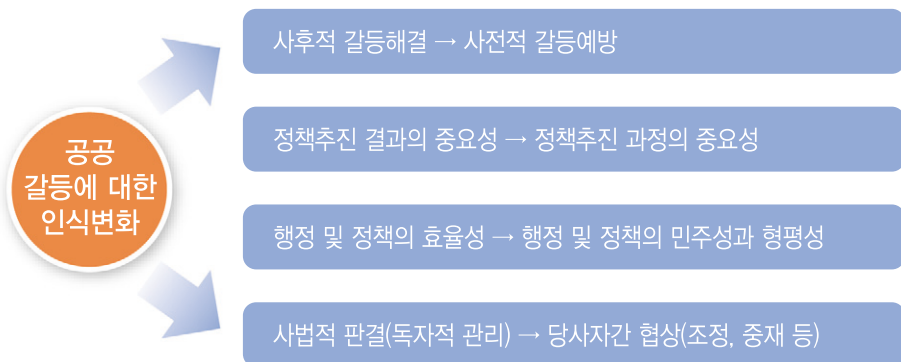 공공
갈등에 대한
인식변화
사후적 갈등해결 → 사전적 갈등예방
정책추진 결과의 중요성 → 정책추진 과정의 중요성
행정 및 정책의 효율성 → 행정 및 정책의 민주성과 형평성
사법적 판결(독자적 관리) → 당사자간 협상(조정, 중재 등)